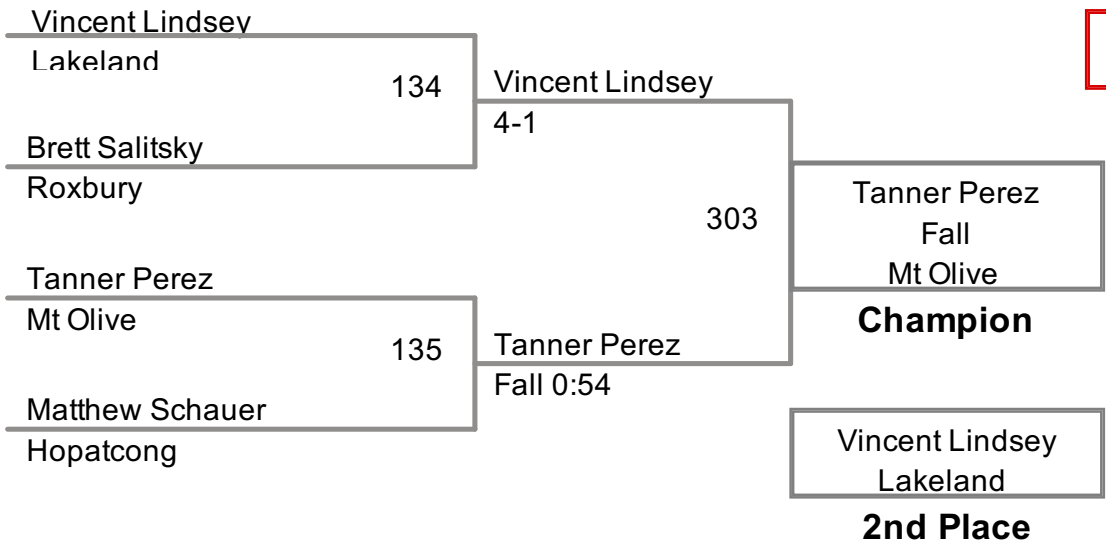 Vincent Lindsey
Lakeland
134
Vincent Lindsey
4-1
Brett Salitsky
Roxbury
303
Tanner Perez
Fall
Mt Olive
Champion
Tanner Perez
Mt Olive
135
Tanner Perez
Fall 0:54
Matthew Schauer
Hopatcong
Vincent Lindsey
Lakeland
2nd Place